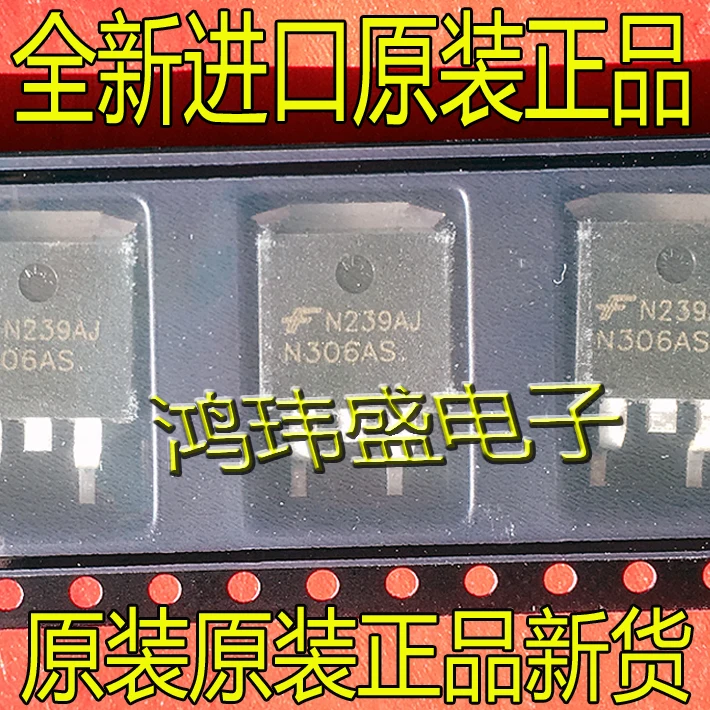 全新进口原装正品
N239AJ
06AS.
N239AJ
N306AS.
N239A
N306AS
鸿玮盛电子
原装原装正品新货